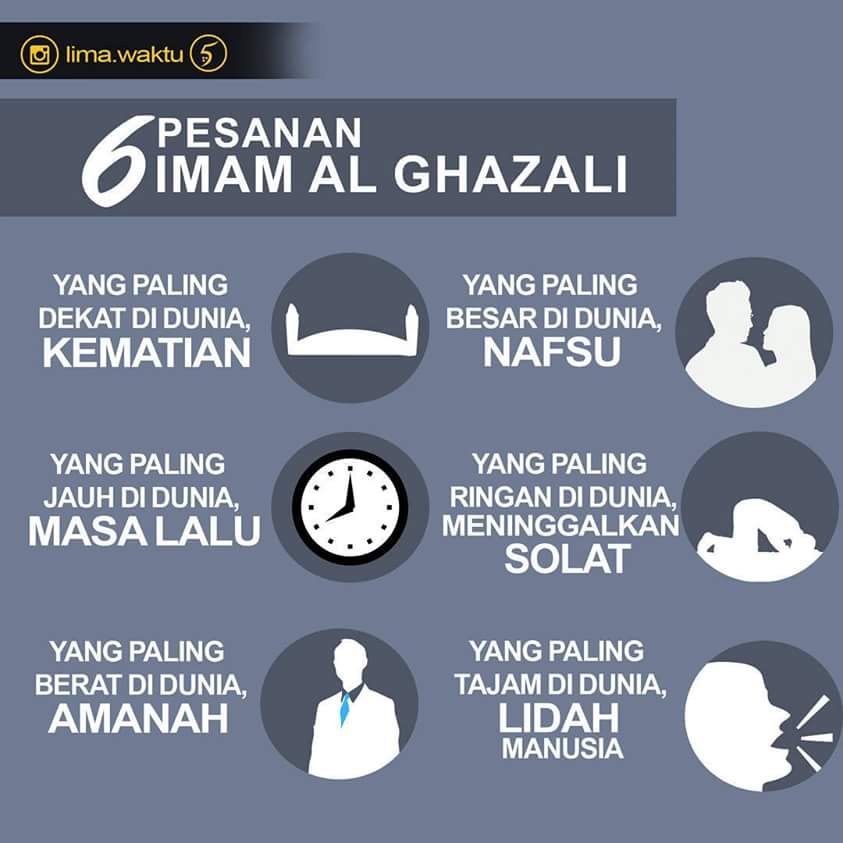 lima.waktu 5
6 PESANAN
IMAM AL GHAZALI
YANG PALING
DEKAT DI DUNIA,
KEMATIAN
YANG PALING
BESAR DI DUNIA,
NAFSU
YANG PALING
JAUH DI DUNIA,
MASA LALU
YANG PALING
RINGAN DI DUNIA,
MENINGGALKAN
SOLAT
YANG PALING
BERAT DI DUNIA,
AMANAH
YANG PALING
TAJAM DI DUNIA,
LIDAH
MANUSIA